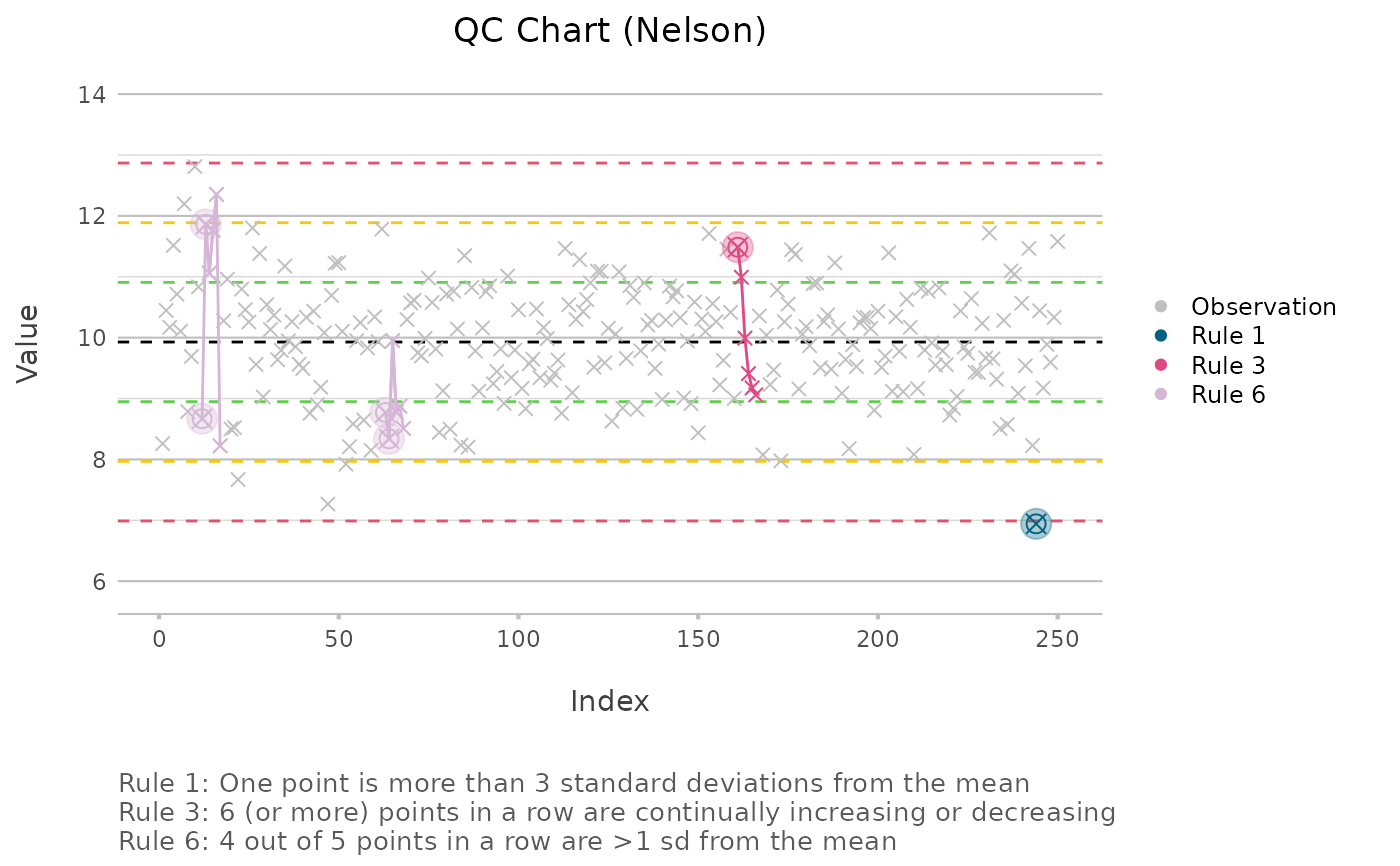 QC Chart (Nelson)
14
12
10
8
6
Value
0 50 100 150 200 250
Index
Observation
Rule 1
Rule 3
Rule 6
Rule 1: One point is more than 3 standard deviations from the mean
Rule 3: 6 (or more) points in a row are continually increasing or decreasing
Rule 6: 4 out of 5 points in a row are >1 sd from the mean